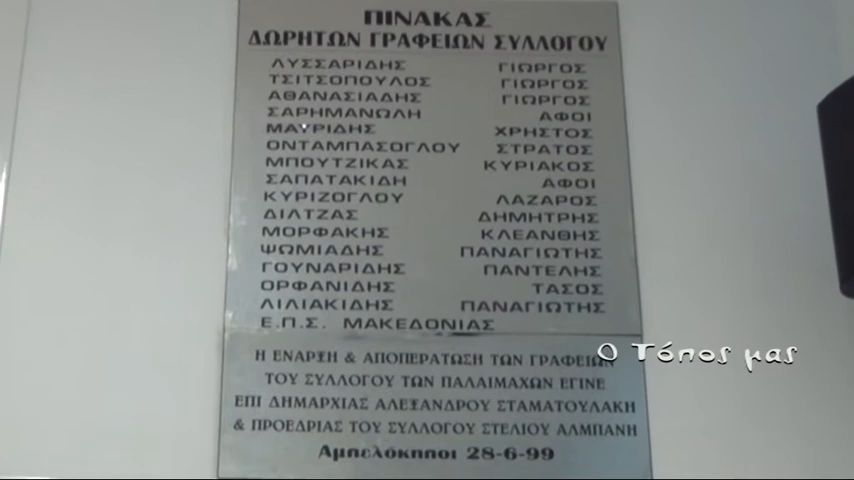 ΠΙΝΑΚΑΣ
ΔΩΡΗΤΩΝ ΓΡΑΦΕΙΩΝ ΣΥΛΛΟΓΟΥ
ΛΥΣΣΑΡΙΔΗΣ ΓΙΩΡΓΟΣ
ΤΣΙΤΣΟΠΟΥΛΟΣ ΓΙΩΡΓΟΣ
ΑΘΑΝΑΣΙΑΔΗΣ ΓΙΩΡΓΟΣ
ΣΑΡΗΜΑΝΩΛΗ ΑΦΟΙ
ΜΑΥΡΙΔΗΣ ΧΡΗΣΤΟΣ
ΟΝΤΑΜΠΑΣΟΓΛΟΥ ΣΤΡΑΤΟΣ
ΜΠΟΥΤΖΙΚΑΣ ΚΥΡΙΑΚΟΣ
ΣΑΠΑΤΑΚΙΔΗ ΑΦΟΙ
ΚΥΡΙΖΟΓΛΟΥ ΛΑΖΑΡΟΣ
ΔΙΛΤΖΑΣ ΔΗΜΗΤΡΗΣ
ΜΟΡΦΑΚΗΣ ΚΛΕΑΝΘΗΣ
ΨΩΜΙΑΔΗΣ ΠΑΝΑΓΙΩΤΗΣ
ΓΟΥΝΑΡΙΔΗΣ ΠΑΝΤΕΛΗΣ
ΟΡΦΑΝΙΔΗΣ ΤΑΣΟΣ
ΛΙΛΙΑΚΙΔΗΣ ΠΑΝΑΓΙΩΤΗΣ
Ε.Π.Σ. ΜΑΚΕΔΟΝΙΑΣ
Η ΕΝΑΡΞΗ & ΑΠΟΠΕΡΑΤΩΣΗ ΤΩΝ ΓΡΑΦΕΙΩΝ
Ο Τόπος μας
ΤΟΥ ΣΥΛΛΟΓΟΥ ΤΩΝ ΠΑΛΑΙΜΑΧΩΝ ΕΓΙΝΕ
ΕΠΙ ΔΗΜΑΡΧΙΑΣ ΑΛΕΞΑΝΔΡΟΥ ΣΤΑΜΑΤΟΥΛΑΚΗ
& ΠΡΟΕΔΡΙΑΣ ΤΟΥ ΣΥΛΛΟΓΟΥ ΣΤΕΛΙΟΥ ΑΛΜΠΑΝΗ
Αμπελόκηποι 28-6-99